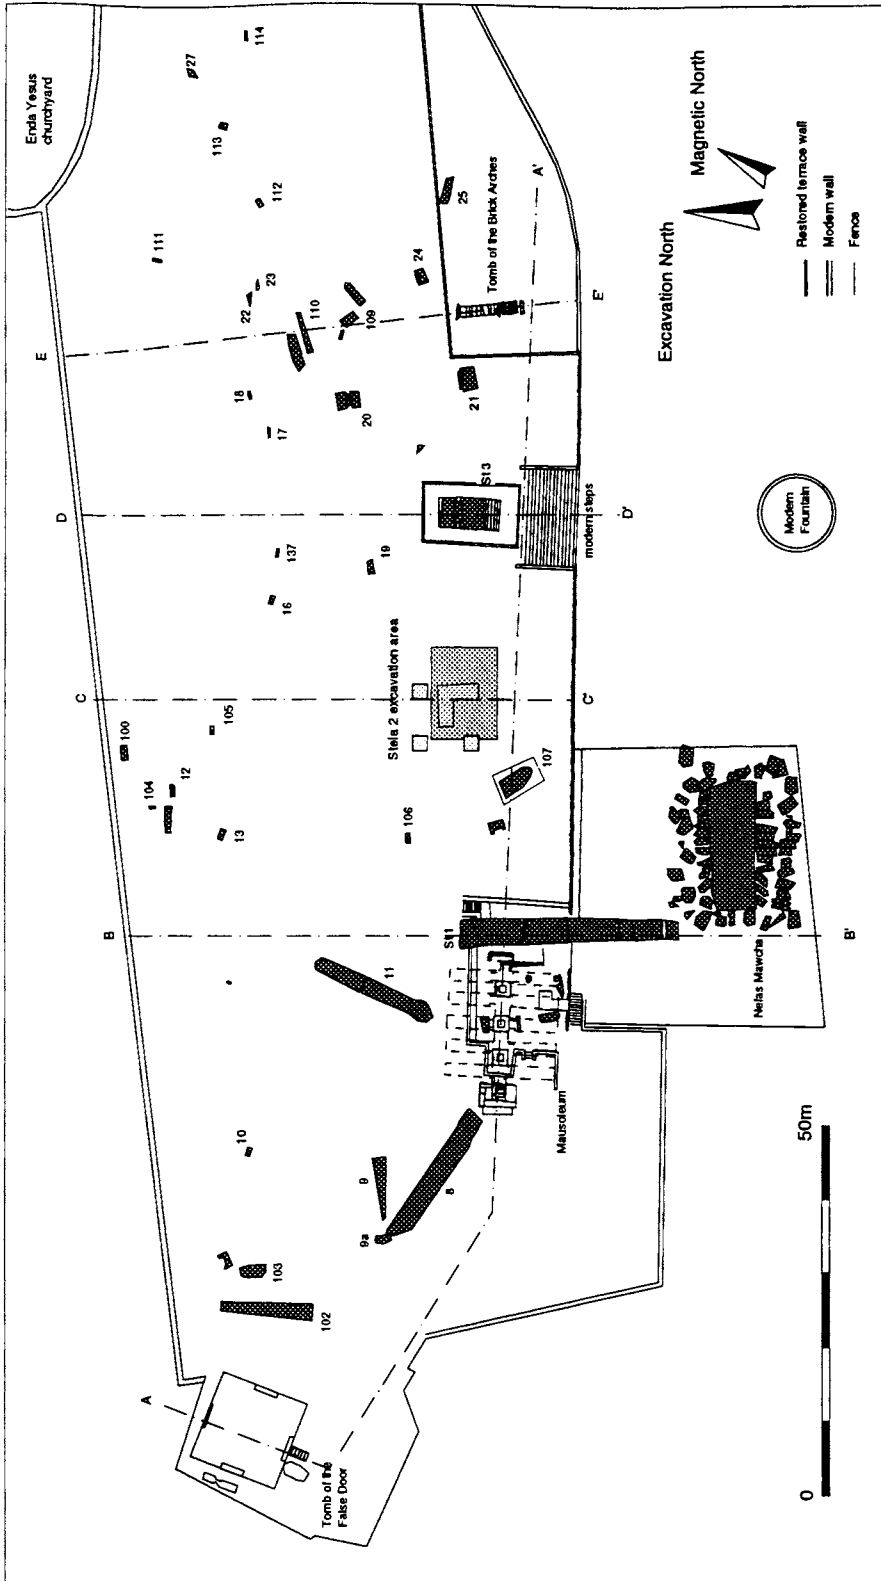 Enda Yesus
churchyard
27
114
113
112
111
25
Tomb of the Brick Arches
A'
24
23
22
110
109
E
E'
18
17
20
21
S13
D
D'
modern steps
137
16
19
Stela 2 excavation area
C
C'
100
105
104
12
13
106
107
B
B'
S11
11
Nefas Mawcha
Mausoleum
10
9
9a
8
103
102
A
Tomb of the
False Door
Magnetic North
Excavation North
Restored terrace wall
Modern wall
Fence
Modern
Fountain
0
50m